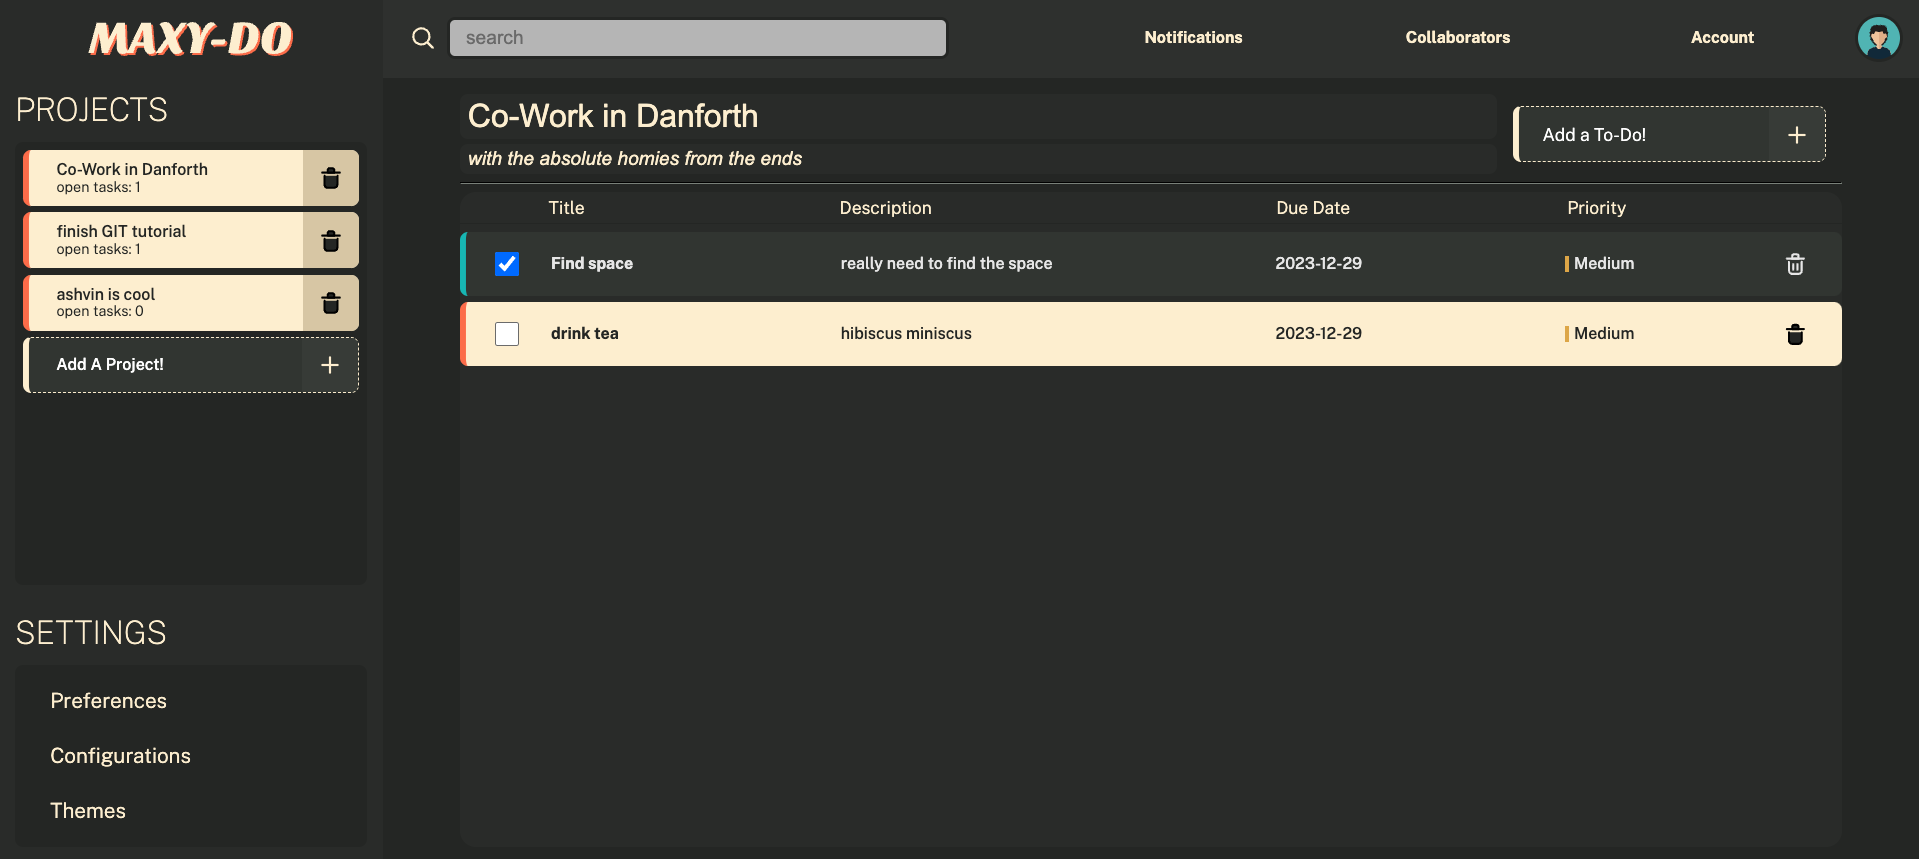 MAXY-DO
search
Notifications
Collaborators
Account
PROJECTS
Co-Work in Danforth
open tasks: 1
finish GIT tutorial
open tasks: 1
ashvin is cool
open tasks: 0
Add A Project!
SETTINGS
Preferences
Configurations
Themes
Co-Work in Danforth
with the absolute homies from the ends
Add a To-Do!
Title Description Due Date Priority
Find space really need to find the space 2023-12-29 Medium
drink tea hibiscus miniscus 2023-12-29 Medium